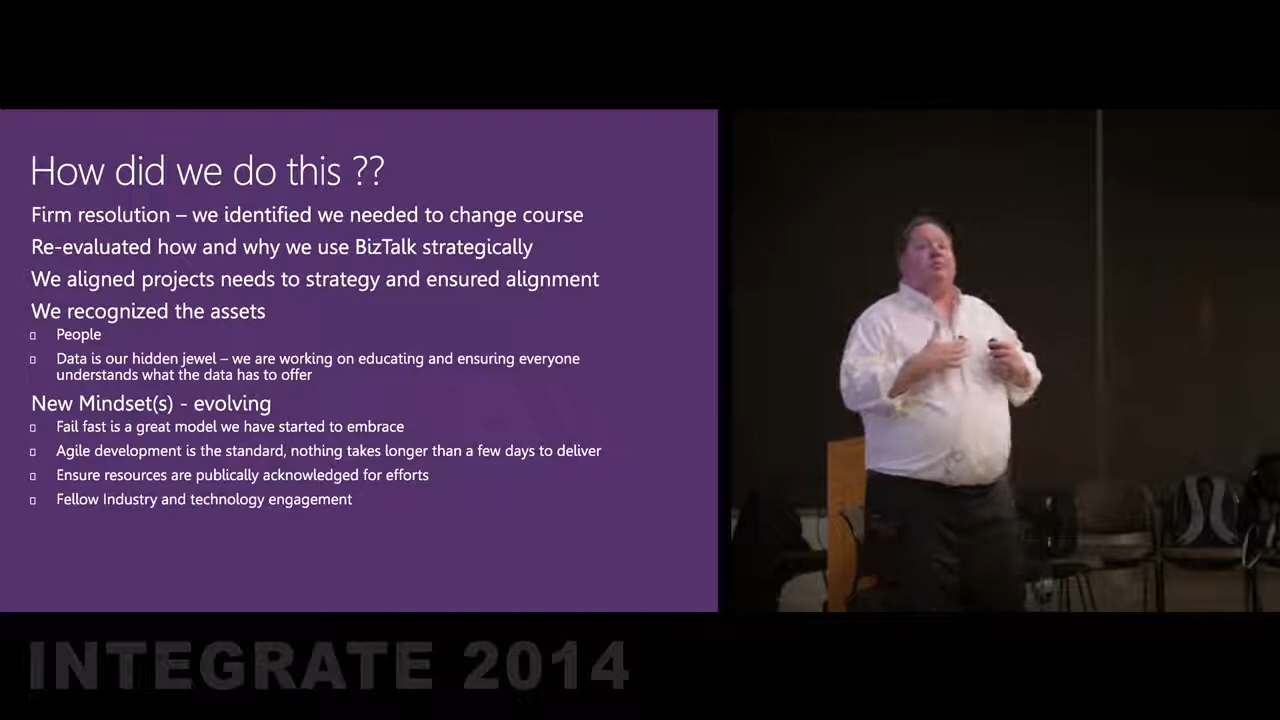 How did we do this ??
Firm resolution – we identified we needed to change course
Re-evaluated how and why we use BizTalk strategically
We aligned projects needs to strategy and ensured alignment
We recognized the assets
People
Data is our hidden jewel – we are working on educating and ensuring everyone
understands what the data has to offer
New Mindset(s) - evolving
Fail fast is a great model we have started to embrace
Agile development is the standard, nothing takes longer than a few days to deliver
Ensure resources are publically acknowledged for efforts
Fellow Industry and technology engagement
INTEGRATE 2014